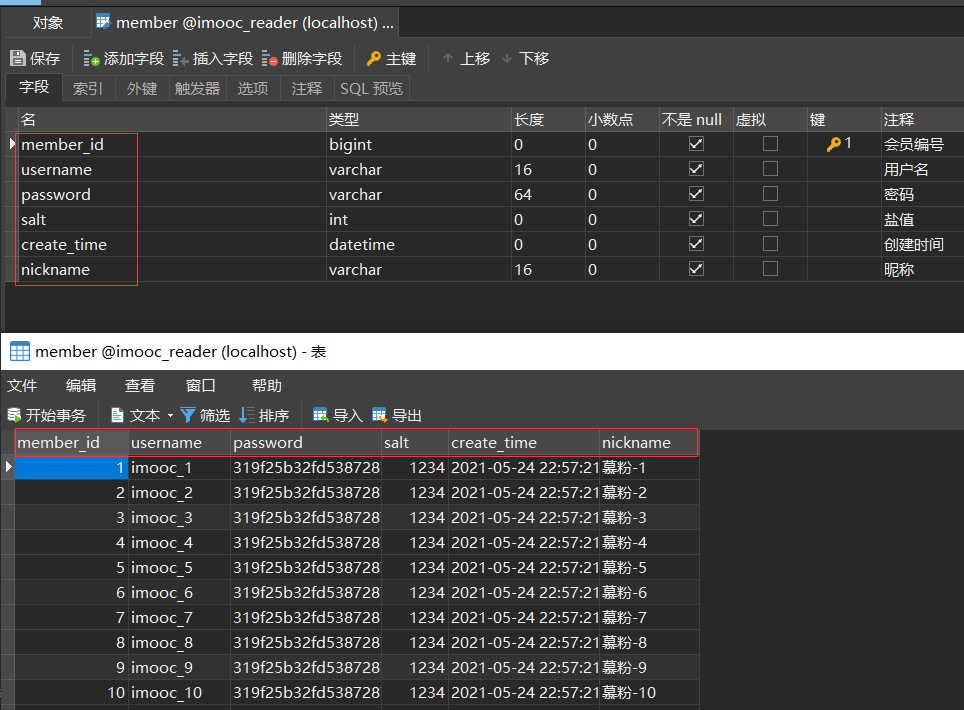 对象 member @imooc_reader (localhost) ...
保存 添加字段 插入字段 删除字段 主键 上移 下移
字段 索引 外键 触发器 选项 注释 SQL 预览
名 类型 长度 小数点 不是 null 虚拟 键 注释
member_id bigint 0 0 1 会员编号
username varchar 16 0 用户名
password varchar 64 0 密码
salt int 0 0 盐值
create_time datetime 0 0 创建时间
nickname varchar 16 0 昵称
member @imooc_reader (localhost) - 表
文件 编辑 查看 窗口 帮助
开始事务 文本 筛选 排序 导入 导出
member_id username password salt create_time nickname
1 imooc_1 319f25b32fd538728 1234 2021-05-24 22:57:21 慕粉-1
2 imooc_2 319f25b32fd538728 1234 2021-05-24 22:57:21 慕粉-2
3 imooc_3 319f25b32fd538728 1234 2021-05-24 22:57:21 慕粉-3
4 imooc_4 319f25b32fd538728 1234 2021-05-24 22:57:21 慕粉-4
5 imooc_5 319f25b32fd538728 1234 2021-05-24 22:57:21 慕粉-5
6 imooc_6 319f25b32fd538728 1234 2021-05-24 22:57:21 慕粉-6
7 imooc_7 319f25b32fd538728 1234 2021-05-24 22:57:21 慕粉-7
8 imooc_8 319f25b32fd538728 1234 2021-05-24 22:57:21 慕粉-8
9 imooc_9 319f25b32fd538728 1234 2021-05-24 22:57:21 慕粉-9
10 imooc_10 319f25b32fd538728 1234 2021-05-24 22:57:21 慕粉-10